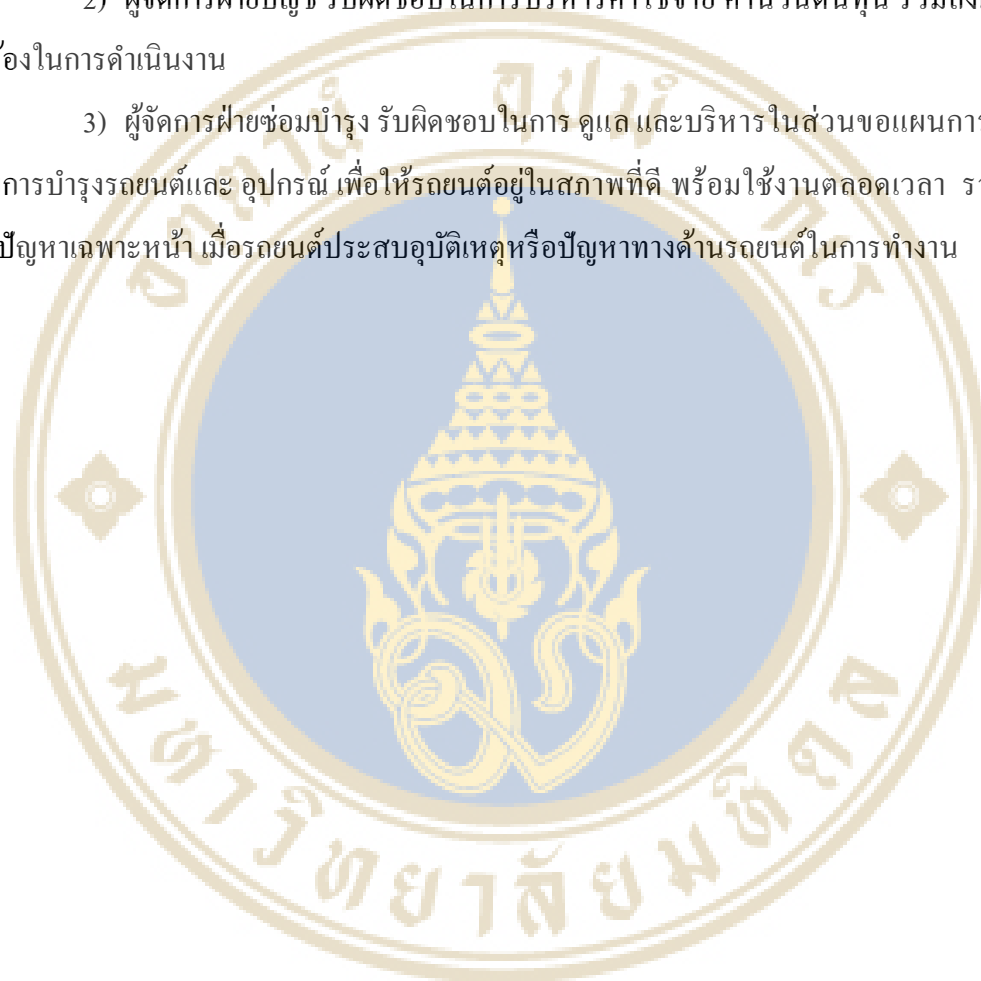 2) ผู้จัดการฝ่ายบัญชี รับผิดชอบในการบริหารค่าใช้จ่าย คำนวนต้นทุน
 องในการดำเนินงาน
3) ผู้จัดการฝ่ายซ่อมบำรุง รับผิดชอบในการ ดูแล และบริหารในส่วนขอแผนการ
การบำรุงรถยนต์และ อุปกรณ์ เพื่อให้รถยนต์อยู่ในสภาพที่ดี พร้อมใช้งานตลอดเวลา
ปัญหาเฉพาะหน้า เมื่อรถยนต์ประสบอุบัติเหตุหรือปัญหาทางด้านรถยนต์ในการทำงาน
อตฺตานํ อุปมํ กเร
มหาวิทยาลัยมหิดล